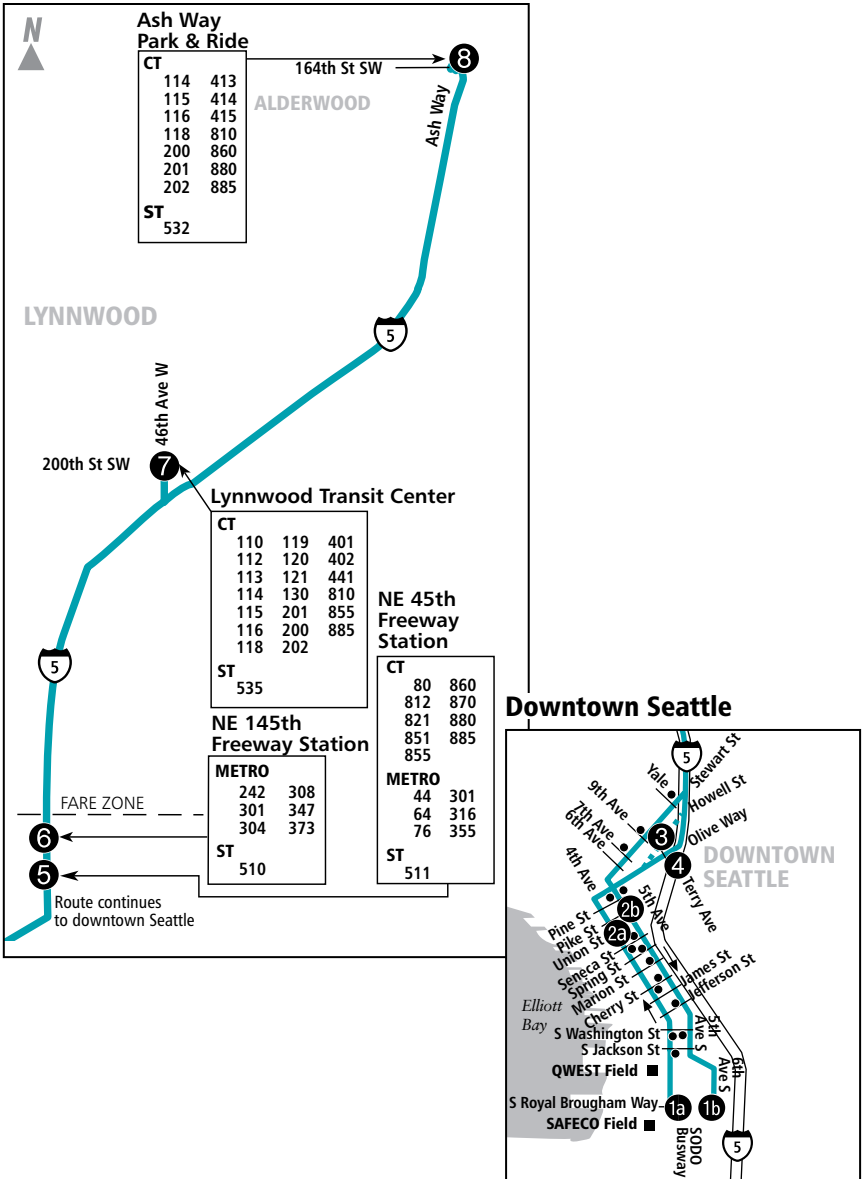 N
Ash Way
Park & Ride
CT
114 413
115 414
116 415
118 810
200 860
201 880
202 885
ST
532
164th St SW
8
ALDERWOOD
Ash Way
LYNNWOOD
5
46th Ave W
200th St SW
7
Lynnwood Transit Center
CT
110 119 401
112 120 402
113 121 441
114 130 810
115 201 855
116 200 885
118 202
ST
535
5
NE 45th
Freeway
Station
CT
80 860
812 870
821 880
851 885
855
METRO
44 301
64 316
76 355
ST
511
NE 145th
Freeway Station
METRO
242 308
301 347
304 373
ST
510
FARE ZONE
6
5
Route continues
to downtown Seattle
Downtown Seattle
5
Stewart St
Yale
Howell St
9th Ave
7th Ave
6th Ave
3
Olive Way
4
DOWNTOWN
SEATTLE
4th Ave
Terry Ave
5th Ave
2b
Pine St
Pike St
2a
Union St
Seneca St
Spring St
Marion St
Cherry St
James St
Jefferson St
Elliott
Bay
S Washington St
5th
Ave S
S Jackson St
6th
Ave S
QWEST Field
S Royal Brougham Way
1a
1b
SAFECO Field
SODO
Busway
5